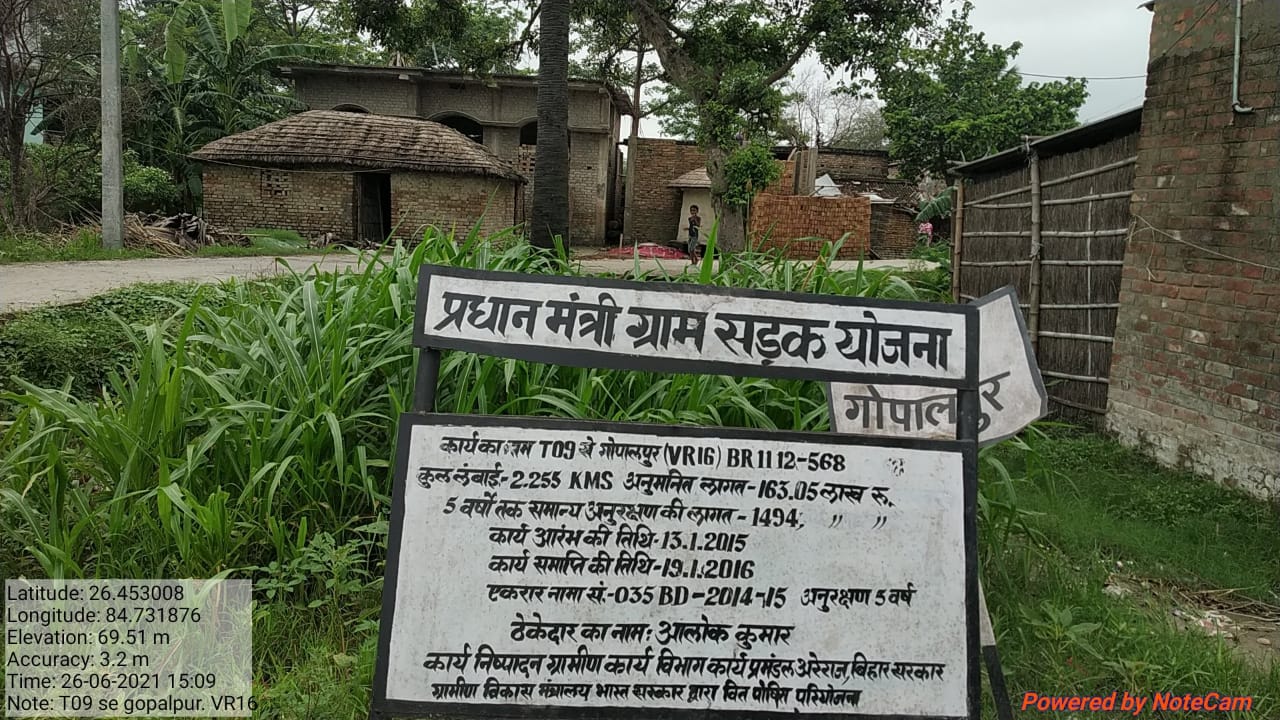 प्रधान मंत्री ग्राम सड़क योजना
गोपालपुर
कार्य का नाम T09 से गोपालपुर (VR16) BR 11 12-568
कुल लंबाई-2.255 KMS अनुमनित लागत-163.05 लाख रु.
5 वर्षो तक समान्य अनुरक्षण की लागत - 1494, " "
कार्य आरंभ की तिथि-13.1.2015
कार्य समाप्ति की तिथि-19.1.2016
एकरार नामा सं.-035 BD-2014-15 अनुरक्षण 5 वर्ष
ठेकेदार का नाम: आलोक कुमार
कार्य निष्पादन ग्रामीण कार्य विभाग कार्य प्रमंडल अरेराज, बिहार सरकार
ग्रामीण विकास मंत्रालय भारत सरकार द्वारा वित पोषित परियोजना
Latitude: 26.453008
Longitude: 84.731876
Elevation: 69.51 m
Accuracy: 3.2 m
Time: 26-06-2021 15:09
Note: T09 se gopalpur. VR16
Powered by NoteCam